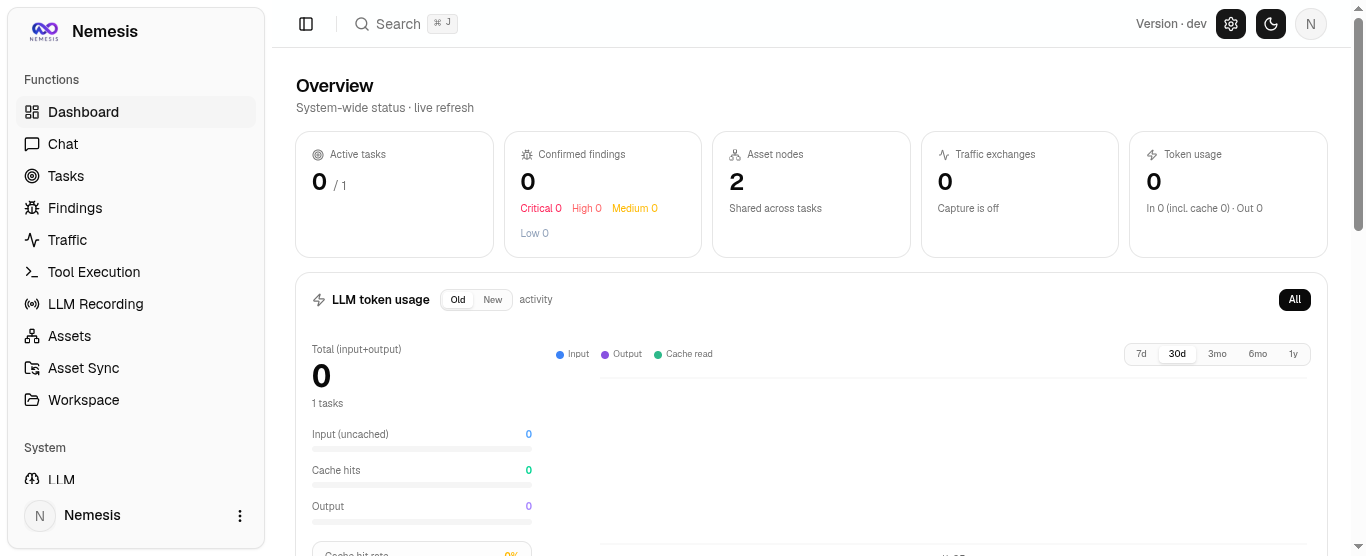 NEMESIS
Nemesis
Functions
Dashboard
Chat
Tasks
Findings
Traffic
Tool Execution
LLM Recording
Assets
Asset Sync
Workspace
System
LLM
N
Nemesis
Search
⌘ J
Version · dev
N
Overview
System-wide status · live refresh
Active tasks
0 / 1
Confirmed findings
0
Critical 0 High 0 Medium 0
Low 0
Asset nodes
2
Shared across tasks
Traffic exchanges
0
Capture is off
Token usage
0
In 0 (incl. cache 0) · Out 0
LLM token usage
Old New
activity
All
Total (input+output)
0
1 tasks
Input (uncached) 0
Cache hits 0
Output 0
Cache hit rate 0%
Input Output Cache read
7d 30d 3mo 6mo 1y